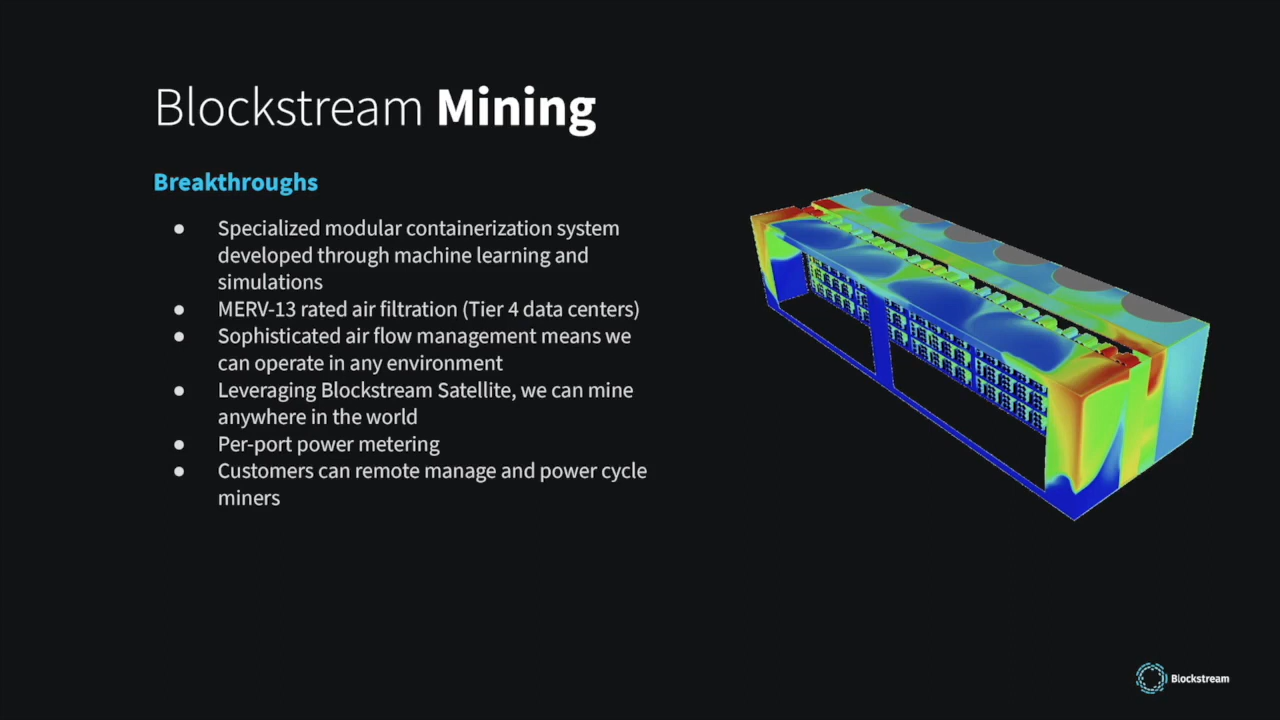 Blockstream Mining
Breakthroughs
● Specialized modular containerization system
developed through machine learning and
simulations
● MERV-13 rated air filtration (Tier 4 data centers)
● Sophisticated air flow management means we
can operate in any environment
● Leveraging Blockstream Satellite, we can mine
anywhere in the world
● Per-port power metering
● Customers can remote manage and power cycle
miners
Blockstream